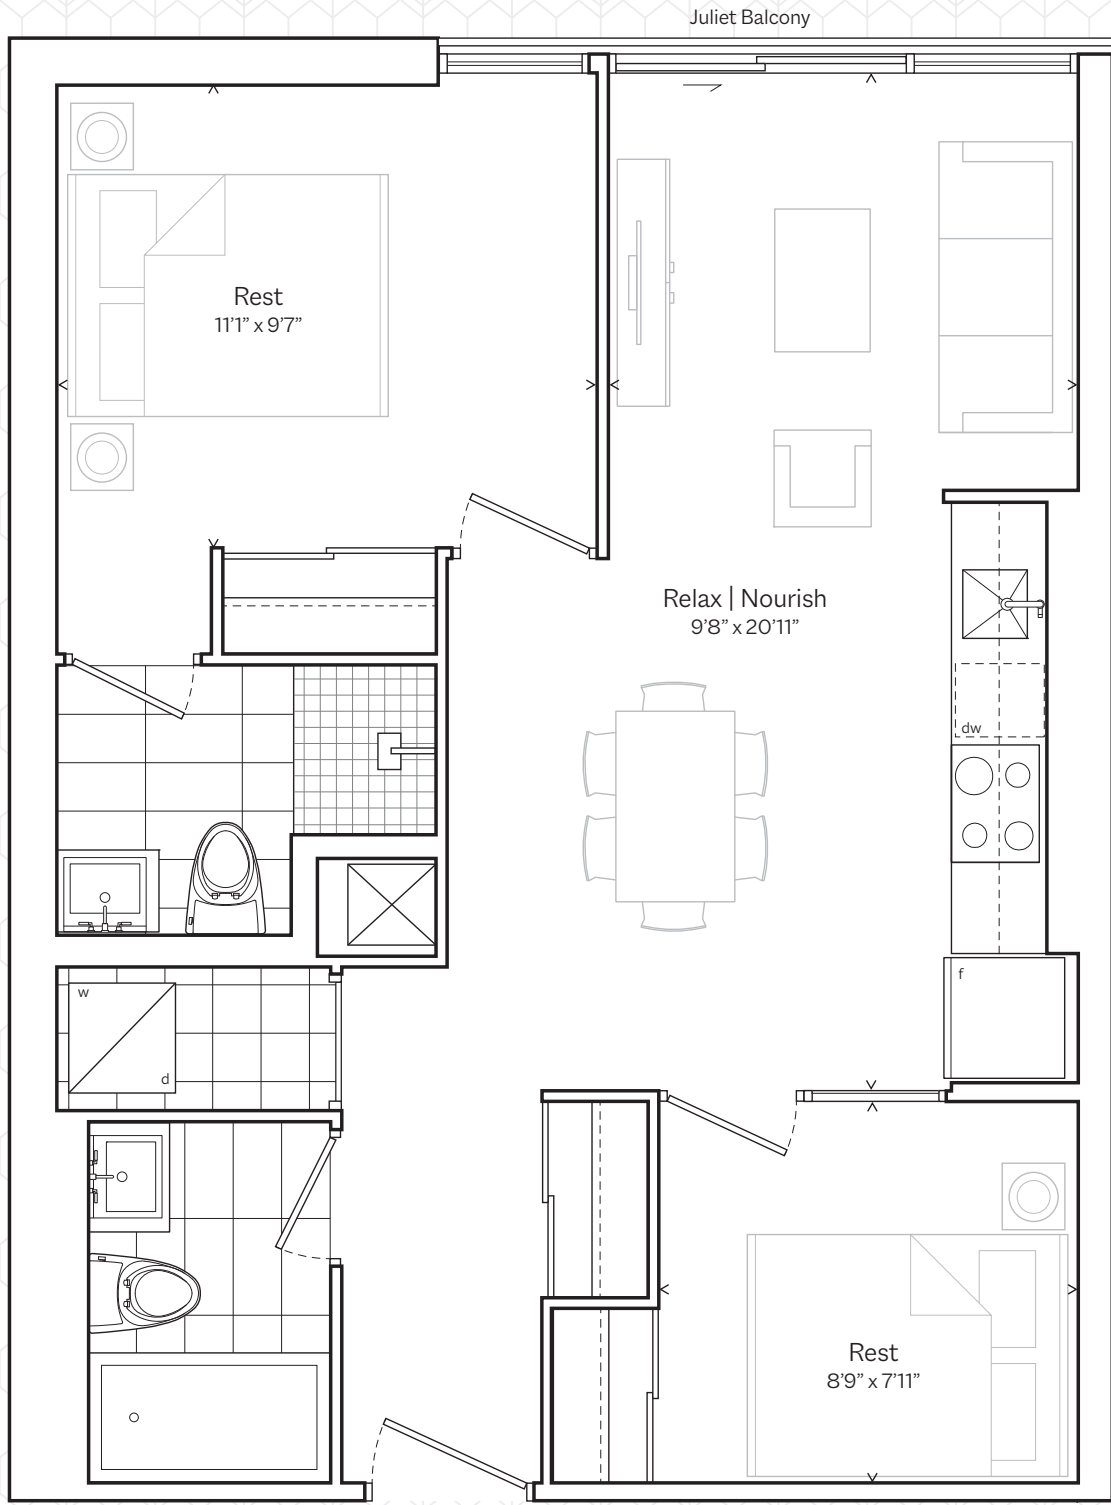 Juliet Balcony
Rest
11’1” x 9’7”
Relax | Nourish
9’8” x 20’11”
dw
f
w
d
Rest
8’9” x 7’11”